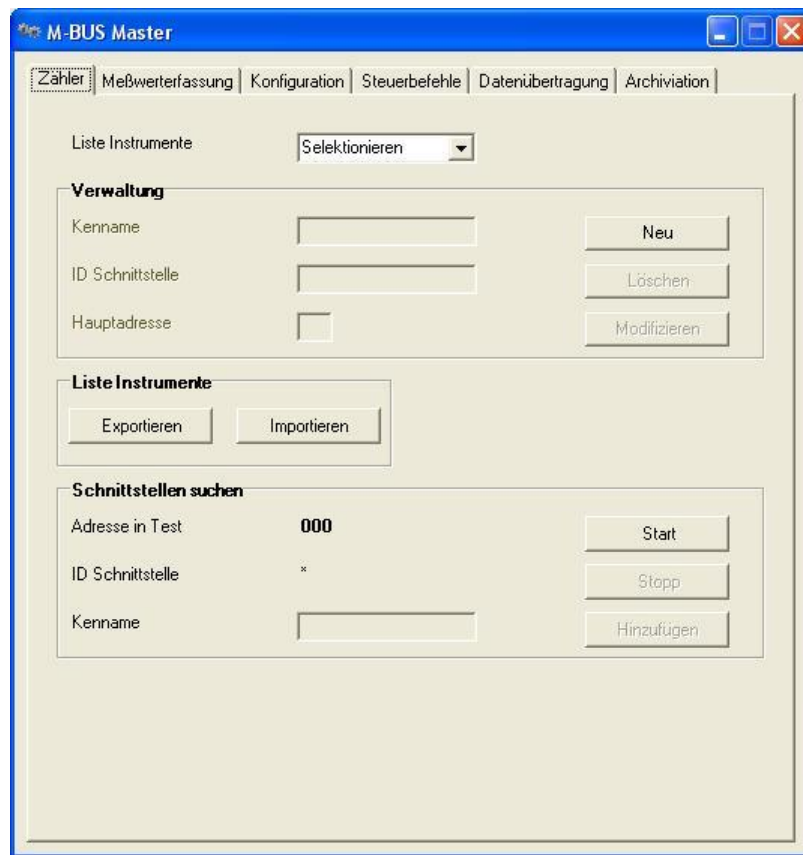 M-BUS Master
Zähler Meßwerterfassung Konfiguration Steuerbefehle Datenübertragung Archiviation
Liste Instrumente Selektionieren
Verwaltung
Kenname Neu
ID Schnittstelle Löschen
Hauptadresse Modifizieren
Liste Instrumente
Exportieren Importieren
Schnittstellen suchen
Adresse in Test 000 Start
ID Schnittstelle * Stopp
Kenname Hinzufügen